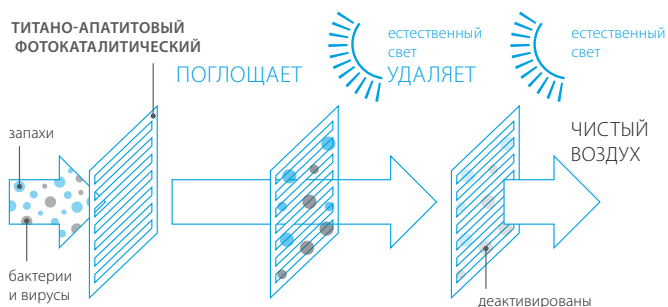 ТИТАНО-АПАТИТОВЫЙ
ФОТОКАТАЛИТИЧЕСКИЙ
ПОГЛОЩАЕТ
естественный
свет
УДАЛЯЕТ
естественный
свет
запахи
ЧИСТЫЙ
ВОЗДУХ
бактерии
и вирусы
деактивированы